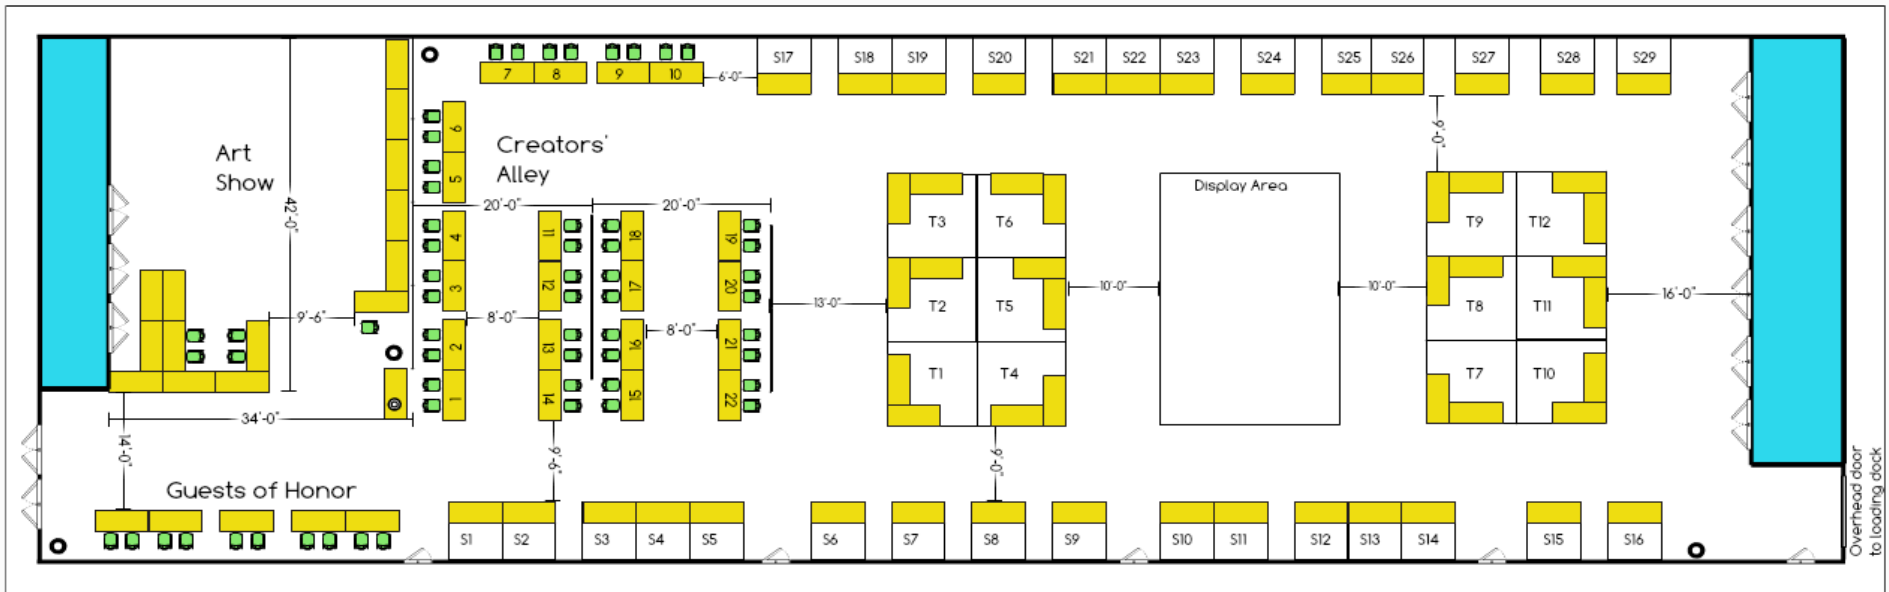 7 8 9 10 6'-0" S17 S18 S19 S20 S21 S22 S23 S24 S25 S26 S27 S28 S29
6
5
Creators'
Alley
Art
Show
42'-0"
9'-0"
Display Area
20'-0" 20'-0"
4 11 18 19
3 12 17 20
2 13 16 21
1 14 15 22
T3 T6 T9 T12
T2 T5 T8 T11
T1 T4 T7 T10
9'-6" 8'-0" 8'-0" 13'-0" 10'-0" 10'-0" 16'-0"
34'-0"
14'-0"
9'-6"
9'-0"
Guests of Honor
S1 S2 S3 S4 S5 S6 S7 S8 S9 S10 S11 S12 S13 S14 S15 S16
Overhead door
to loading dock